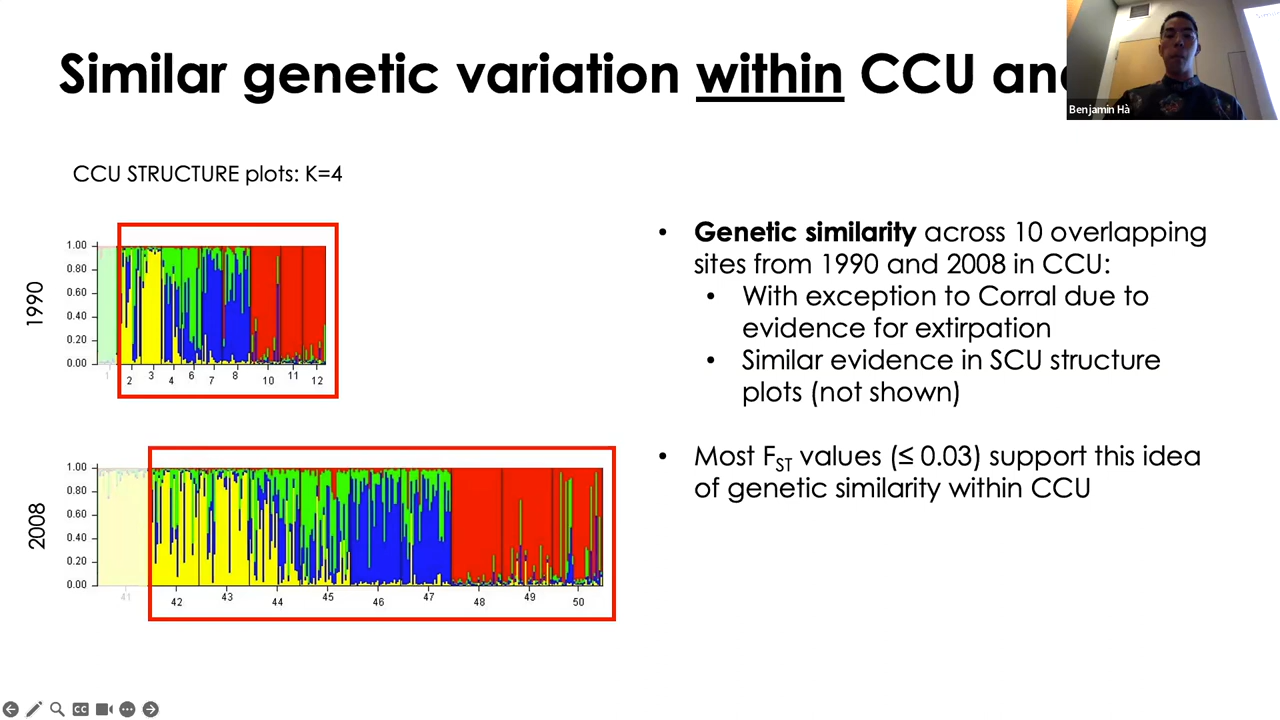 Similar genetic variation within CCU and
Benjamin Hà
CCU STRUCTURE plots: K=4
1990
1.00
0.80
0.60
0.40
0.20
0.00
1 2 3 4 6 7 8 10 11 12
2008
1.00
0.80
0.60
0.40
0.20
0.00
41 42 43 44 45 46 47 48 49 50
• Genetic similarity across 10 overlapping
sites from 1990 and 2008 in CCU:
• With exception to Corral due to
evidence for extirpation
• Similar evidence in SCU structure
plots (not shown)
• Most FST values (≤ 0.03) support this idea
of genetic similarity within CCU
CC